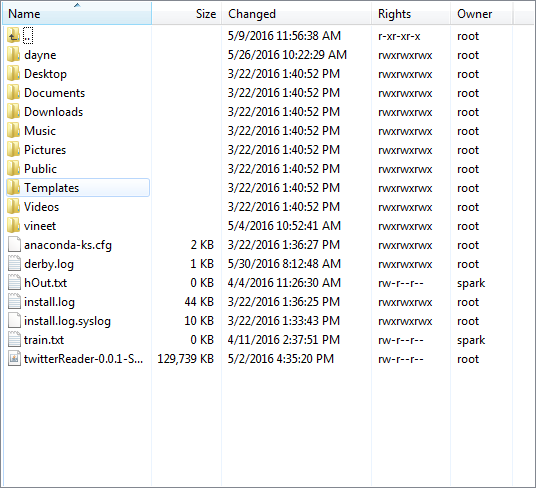 Name Size Changed Rights Owner
.. 5/9/2016 11:56:38 AM r-xr-xr-x root
dayne 5/26/2016 10:22:29 AM rwxrwxrwx root
Desktop 3/22/2016 1:40:52 PM rwxrwxrwx root
Documents 3/22/2016 1:40:52 PM rwxrwxrwx root
Downloads 3/22/2016 1:40:52 PM rwxrwxrwx root
Music 3/22/2016 1:40:52 PM rwxrwxrwx root
Pictures 3/22/2016 1:40:52 PM rwxrwxrwx root
Public 3/22/2016 1:40:52 PM rwxrwxrwx root
Templates 3/22/2016 1:40:52 PM rwxrwxrwx root
Videos 3/22/2016 1:40:52 PM rwxrwxrwx root
vineet 5/4/2016 10:52:41 AM rwxrwxrwx root
anaconda-ks.cfg 2 KB 3/22/2016 1:36:27 PM rwxrwxrwx root
derby.log 1 KB 5/30/2016 8:12:48 AM rwxrwxrwx root
hOut.txt 0 KB 4/4/2016 11:26:30 AM rw-r--r-- spark
install.log 44 KB 3/22/2016 1:36:25 PM rwxrwxrwx root
install.log.syslog 10 KB 3/22/2016 1:33:43 PM rwxrwxrwx root
train.txt 0 KB 4/11/2016 2:37:51 PM rw-r--r-- spark
twitterReader-0.0.1-S... 129,739 KB 5/2/2016 4:35:20 PM rw-r--r-- root